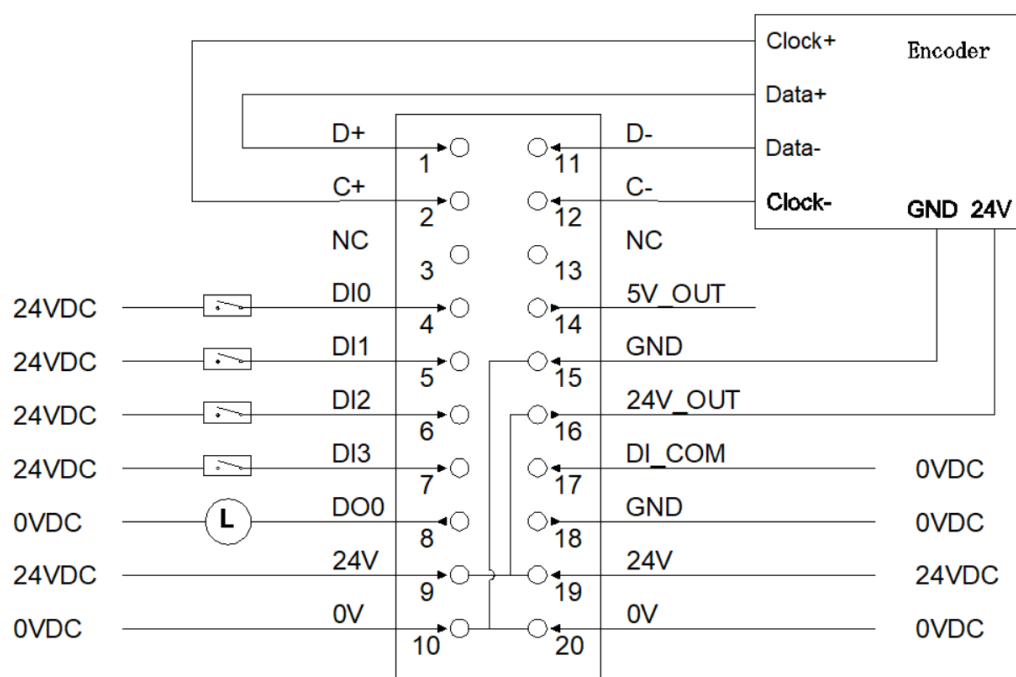 Clock+
Encoder
Data+
D+
D-
Data-
1
11
C+
C-
Clock-
GND 24V
2
12
NC
NC
3
13
24VDC
DI0
5V_OUT
4
14
24VDC
DI1
GND
5
15
24VDC
DI2
24V_OUT
6
16
24VDC
DI3
DI_COM
0VDC
7
17
0VDC
L
DO0
GND
0VDC
8
18
24VDC
24V
24V
24VDC
9
19
0VDC
0V
0V
0VDC
10
20